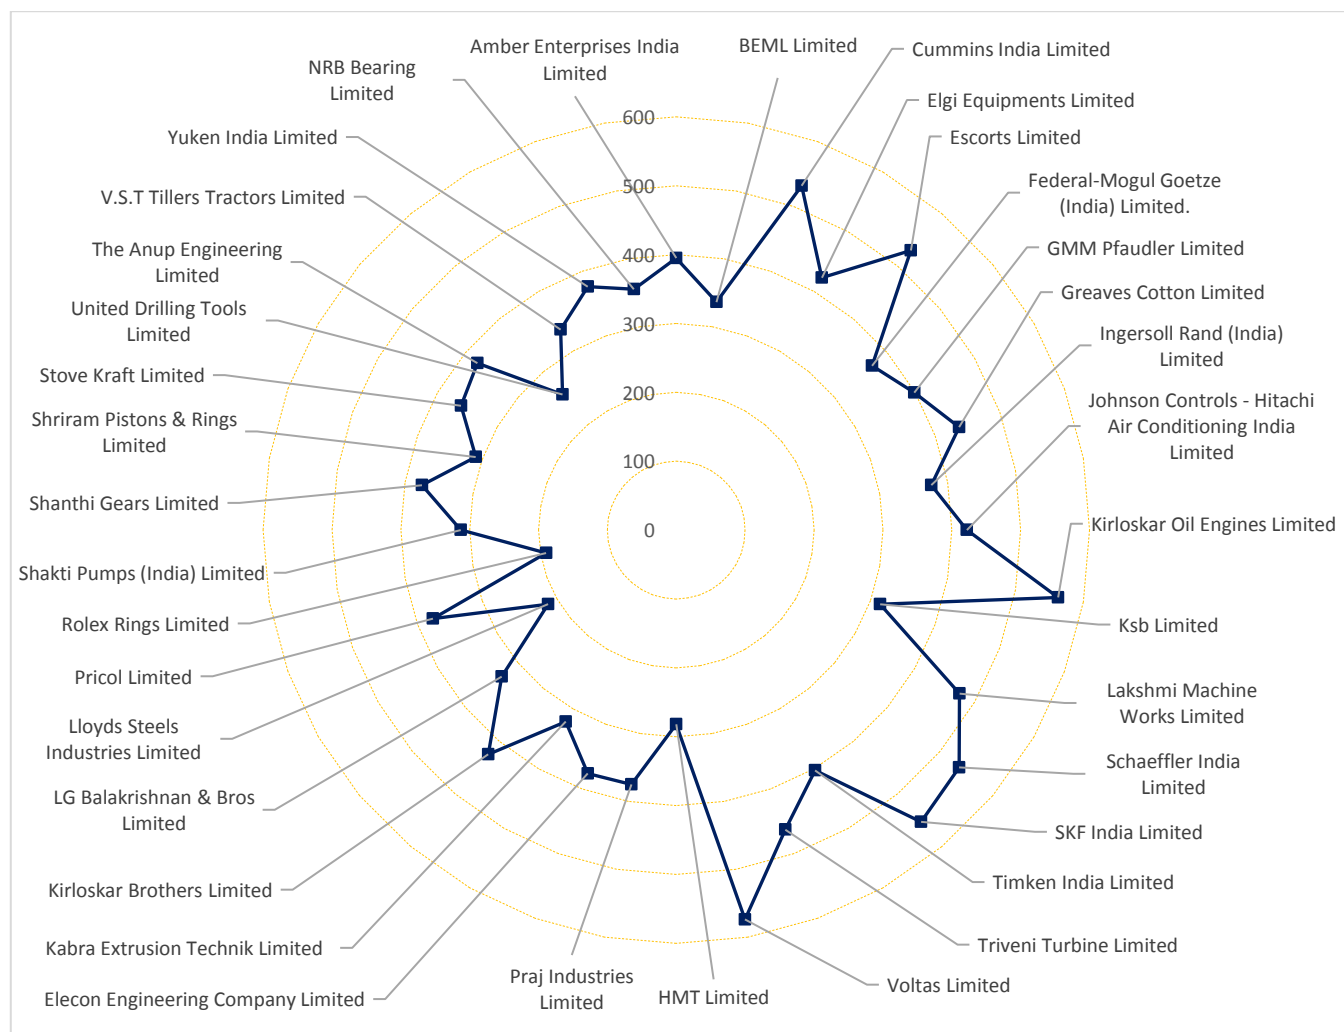 Amber Enterprises India
Limited
BEML Limited
Cummins India Limited
Elgi Equipments Limited
Escorts Limited
Federal-Mogul Goetze
(India) Limited.
GMM Pfaudler Limited
Greaves Cotton Limited
Ingersoll Rand (India)
Limited
Johnson Controls - Hitachi
Air Conditioning India
Limited
Kirloskar Oil Engines Limited
Ksb Limited
Lakshmi Machine
Works Limited
Schaeffler India
Limited
SKF India Limited
Timken India Limited
Triveni Turbine Limited
Voltas Limited
HMT Limited
Praj Industries
Limited
Elecon Engineering Company Limited
Kabra Extrusion Technik Limited
Kirloskar Brothers Limited
LG Balakrishnan & Bros
Limited
Lloyds Steels
Industries Limited
Pricol Limited
Rolex Rings Limited
Shakti Pumps (India) Limited
Shanthi Gears Limited
Shriram Pistons & Rings
Limited
Stove Kraft Limited
United Drilling Tools
Limited
The Anup Engineering
Limited
V.S.T Tillers Tractors Limited
Yuken India Limited
NRB Bearing
Limited
600
500
400
300
200
100
0